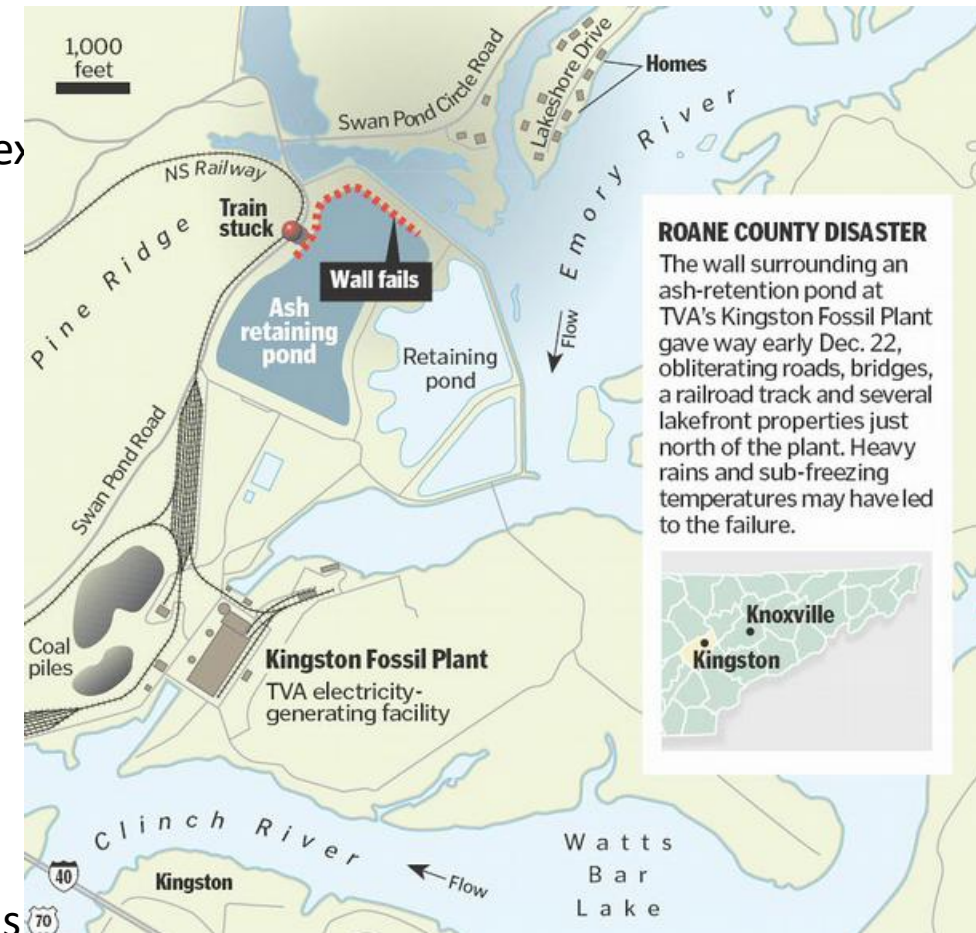 1,000
feet
Swan Pond Circle Road
Lakeshore Drive
Homes
Emory River
NS Railway
Train
stuck
Pine Ridge
Wall fails
Ash
retaining
pond
Retaining
pond
Flow
ROANE COUNTY DISASTER
The wall surrounding an
ash-retention pond at
TVA's Kingston Fossil Plant
gave way early Dec. 22,
obliterating roads, bridges,
a railroad track and several
lakefront properties just
north of the plant. Heavy
rains and sub-freezing
temperatures may have led
to the failure.
Knoxville
Kingston
Swan Pond Road
Coal
piles
Kingston Fossil Plant
TVA electricity-
generating facility
Clinch River
Flow
Watts
Bar
Lake
40
Kingston
70